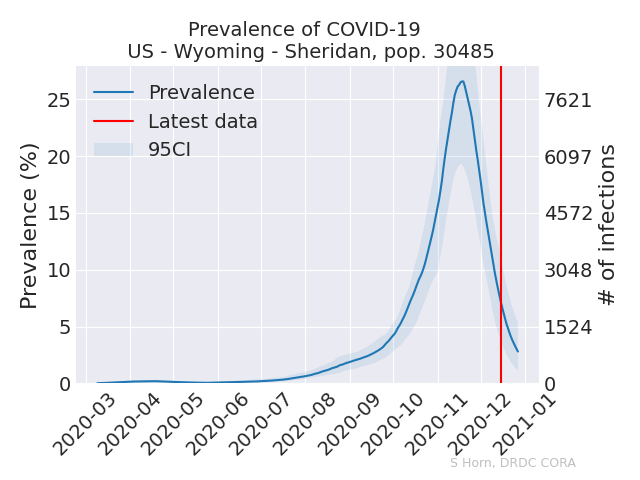 Prevalence of COVID-19
US - Wyoming - Sheridan, pop. 30485
Prevalence
Latest data
95CI
Prevalence (%)
25
20
15
10
5
0
7621
6097
4572
3048
1524
0
# of infections
2020-03
2020-04
2020-05
2020-06
2020-07
2020-08
2020-09
2020-10
2020-11
2020-12
2021-01
S Horn, DRDC CORA